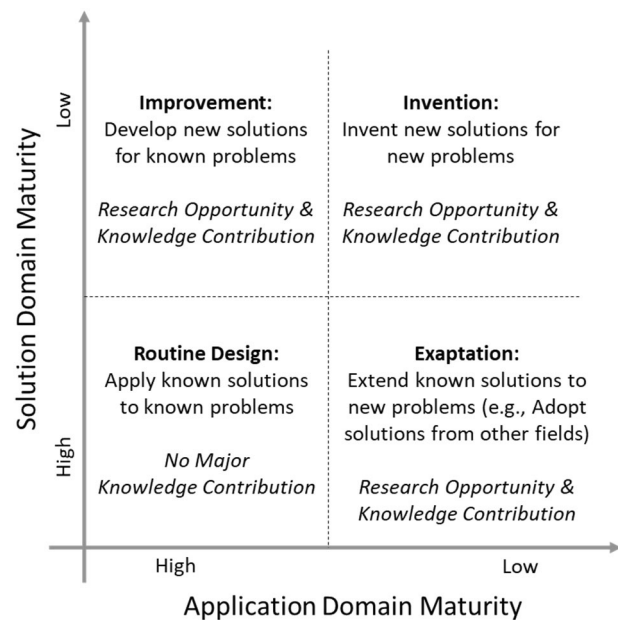 Solution Domain Maturity
Low
High
Improvement:
Develop new solutions
for known problems
Research Opportunity &
Knowledge Contribution
Invention:
Invent new solutions for
new problems
Research Opportunity &
Knowledge Contribution
Routine Design:
Apply known solutions
to known problems
No Major
Knowledge Contribution
Exaptation:
Extend known solutions to
new problems (e.g., Adopt
solutions from other fields)
Research Opportunity &
Knowledge Contribution
High
Low
Application Domain Maturity